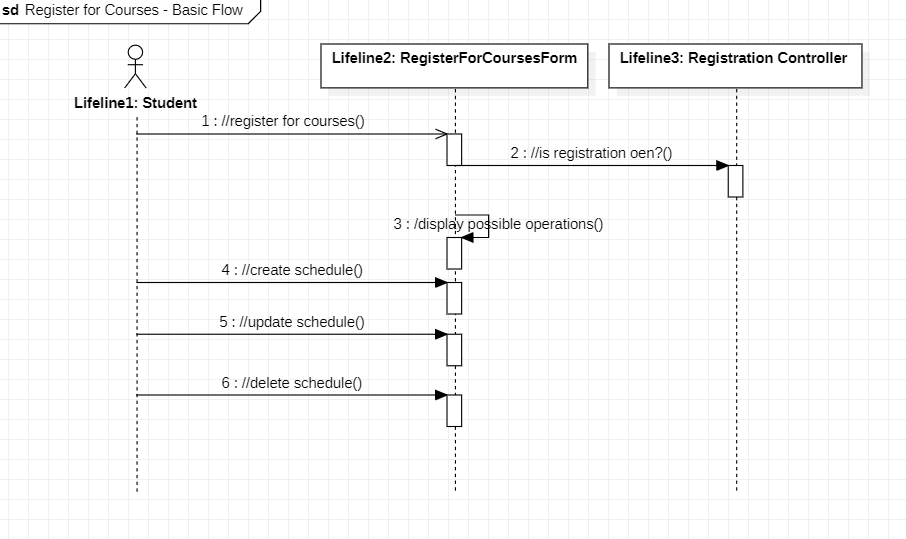 sd Register for Courses - Basic Flow
Lifeline1: Student
Lifeline2: RegisterForCoursesForm
Lifeline3: Registration Controller
1 : //register for courses()
2 : //is registration oen?()
3 : /display possible operations()
4 : //create schedule()
5 : //update schedule()
6 : //delete schedule()